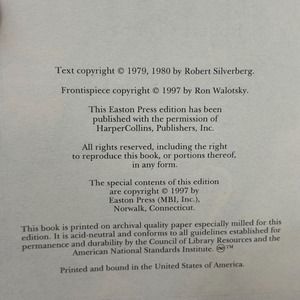 Text copyright © 1979, 1980 by Robert Silverberg.
Frontispiece copyright © 1997 by Ron Walotsky.
This Easton Press edition has been
published with the permission of
HarperCollins, Publishers, Inc.
All rights reserved, including the right
to reproduce this book, or portions thereof,
in any form.
The special contents of this edition
are copyright © 1997 by
Easton Press (MBI, Inc.),
Norwalk, Connecticut.
This book is printed on archival quality paper especially milled for this
edition. It is acid-neutral and conforms to all guidelines established for
permanence and durability by the Council of Library Resources and the
American National Standards Institute. ♾™
Printed and bound in the United States of America.